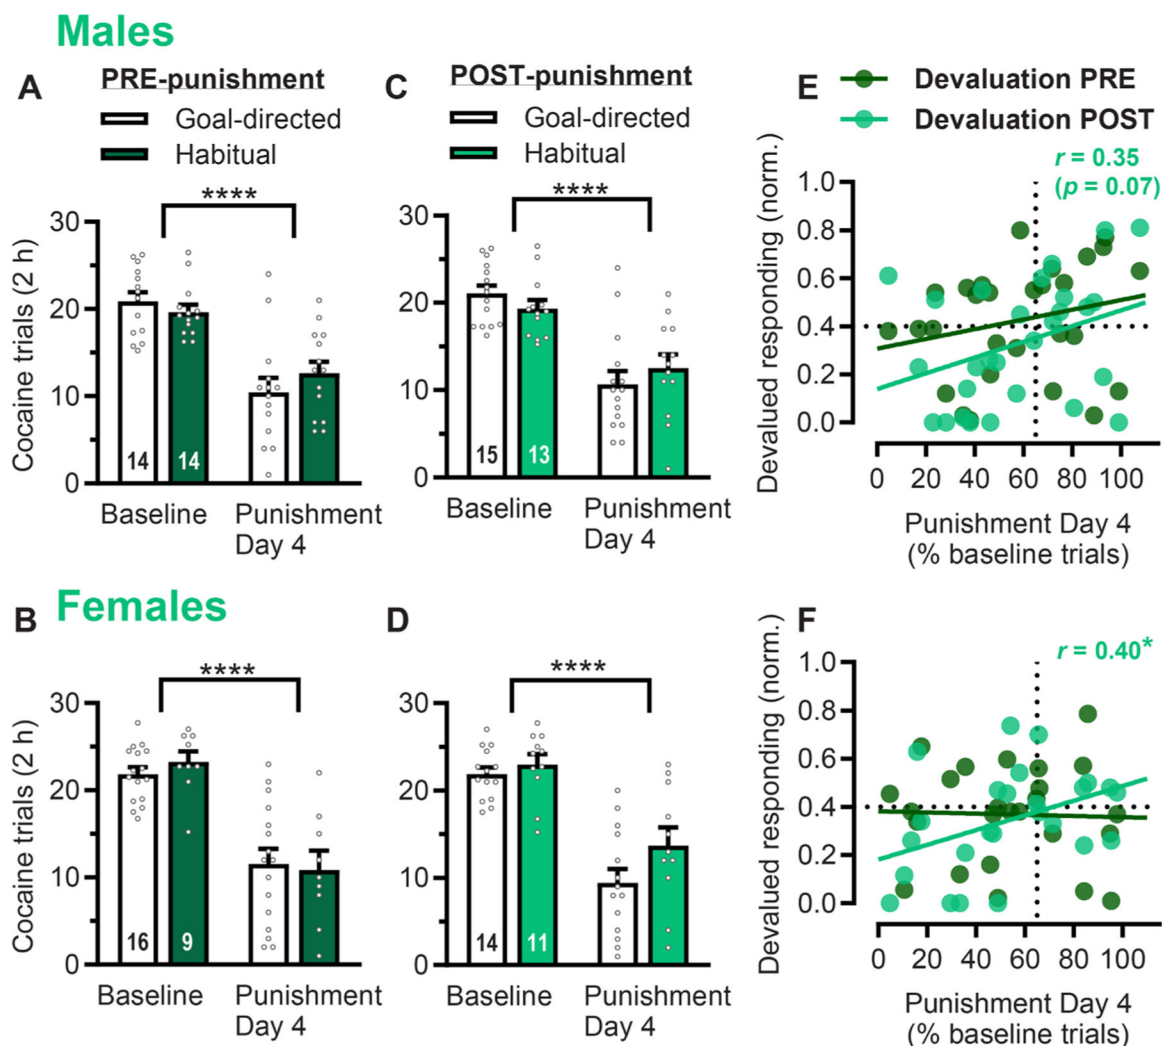 Males
A
PRE-punishment
Goal-directed
Habitual
****
Cocaine trials (2 h)
30
20
10
0
14
14
Baseline
Punishment
Day 4
C
POST-punishment
Goal-directed
Habitual
****
30
20
10
0
15
13
Baseline
Punishment
Day 4
E
Devaluation PRE
Devaluation POST
r = 0.35
(p = 0.07)
Devalued responding (norm.)
1.0
0.8
0.6
0.4
0.2
0.0
0 20 40 60 80 100
Punishment Day 4
(% baseline trials)
Females
B
****
Cocaine trials (2 h)
30
20
10
0
16
9
Baseline
Punishment
Day 4
D
****
30
20
10
0
14
11
Baseline
Punishment
Day 4
F
r = 0.40*
Devalued responding (norm.)
1.0
0.8
0.6
0.4
0.2
0.0
0 20 40 60 80 100
Punishment Day 4
(% baseline trials)